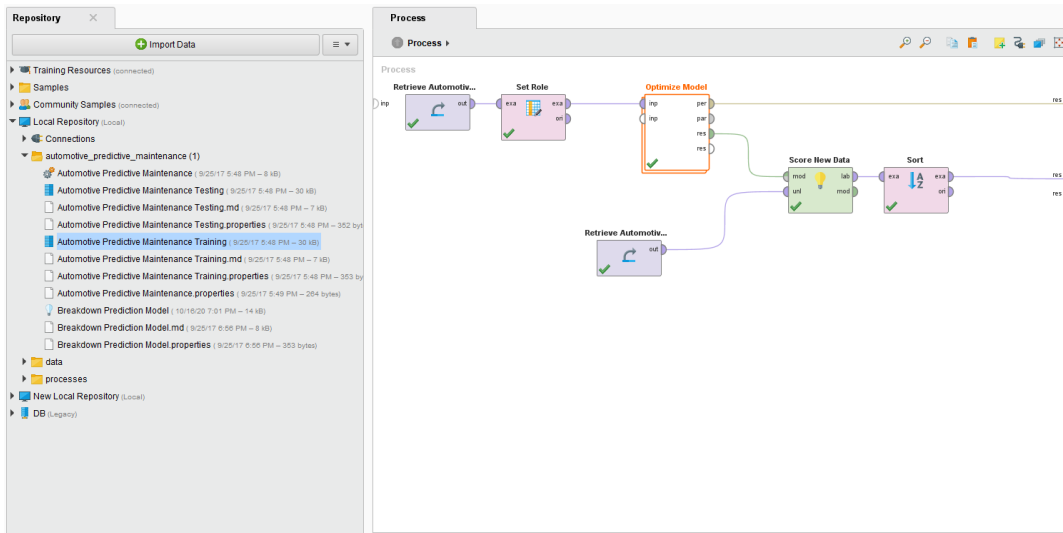 Repository
Import Data
Training Resources (connected)
Samples
Community Samples (connected)
Local Repository (Local)
Connections
automotive_predictive_maintenance (1)
Automotive Predictive Maintenance ( 9/25/17 5:48 PM – 8 kB)
Automotive Predictive Maintenance Testing ( 9/25/17 5:48 PM – 30 kB)
Automotive Predictive Maintenance Testing.md ( 9/25/17 5:48 PM – 7 kB)
Automotive Predictive Maintenance Testing.properties ( 9/25/17 5:48 PM – 352 byt
Automotive Predictive Maintenance Training ( 9/25/17 5:48 PM – 30 kB)
Automotive Predictive Maintenance Training.md ( 9/25/17 5:48 PM – 7 kB)
Automotive Predictive Maintenance Training.properties ( 9/25/17 5:48 PM – 353 by
Automotive Predictive Maintenance.properties ( 9/25/17 5:49 PM – 264 bytes)
Breakdown Prediction Model ( 10/16/20 7:01 PM – 14 kB)
Breakdown Prediction Model.md ( 9/25/17 6:56 PM – 8 kB)
Breakdown Prediction Model.properties ( 9/25/17 6:56 PM – 353 bytes)
data
processes
New Local Repository (Local)
DB (Legacy)
Process
Process
Process
inp
Retrieve Automotiv...
out
Set Role
exa exa
ori
Optimize Model
inp per
inp par
res
res
res
Score New Data
mod lab
unl mod
Sort
A
Z
exa exa
ori
res
res
Retrieve Automotiv...
out